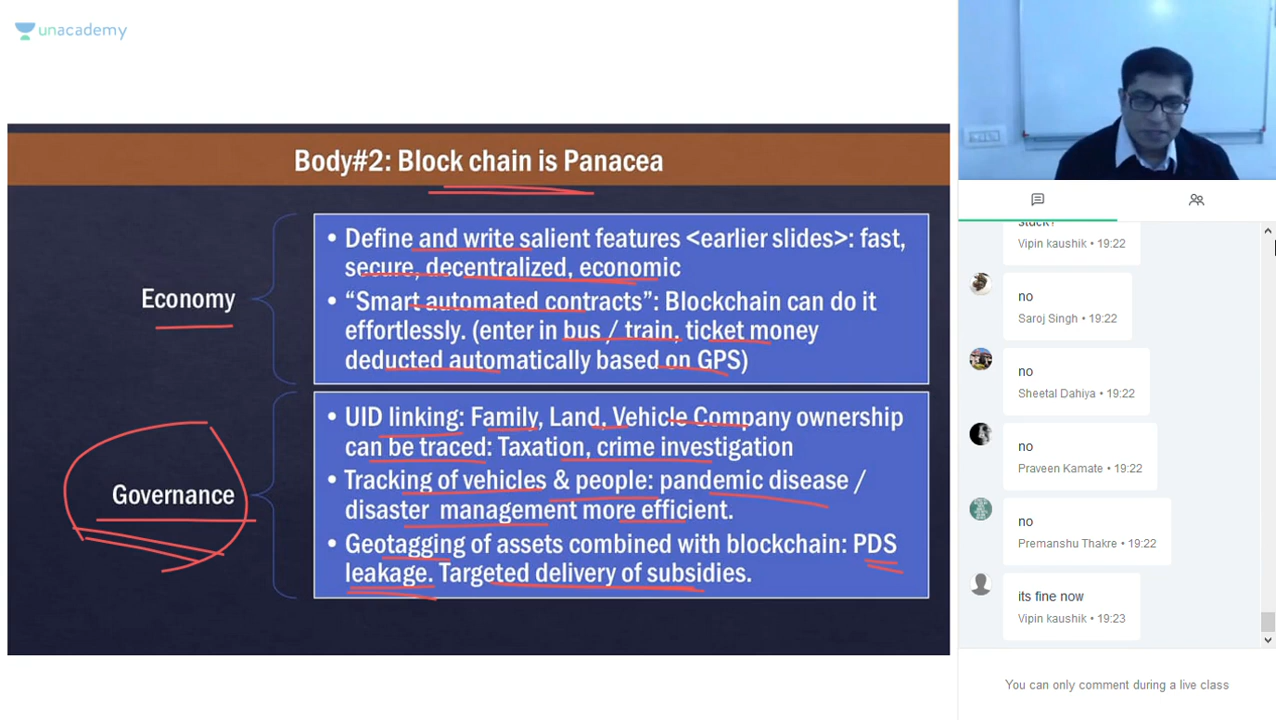 unacademy
Body#2: Block chain is Panacea
Economy
• Define and write salient features <earlier slides>: fast,
secure, decentralized, economic
• “Smart automated contracts”: Blockchain can do it
effortlessly. (enter in bus / train, ticket money
deducted automatically based on GPS)
Governance
• UID linking: Family, Land, Vehicle Company ownership
can be traced: Taxation, crime investigation
• Tracking of vehicles & people: pandemic disease /
disaster management more efficient.
• Geotagging of assets combined with blockchain: PDS
leakage. Targeted delivery of subsidies.
Vipin kaushik • 19:22
no
Saroj Singh • 19:22
no
Sheetal Dahiya • 19:22
no
Praveen Kamate • 19:22
no
Premanshu Thakre • 19:22
its fine now
Vipin kaushik • 19:23
You can only comment during a live class